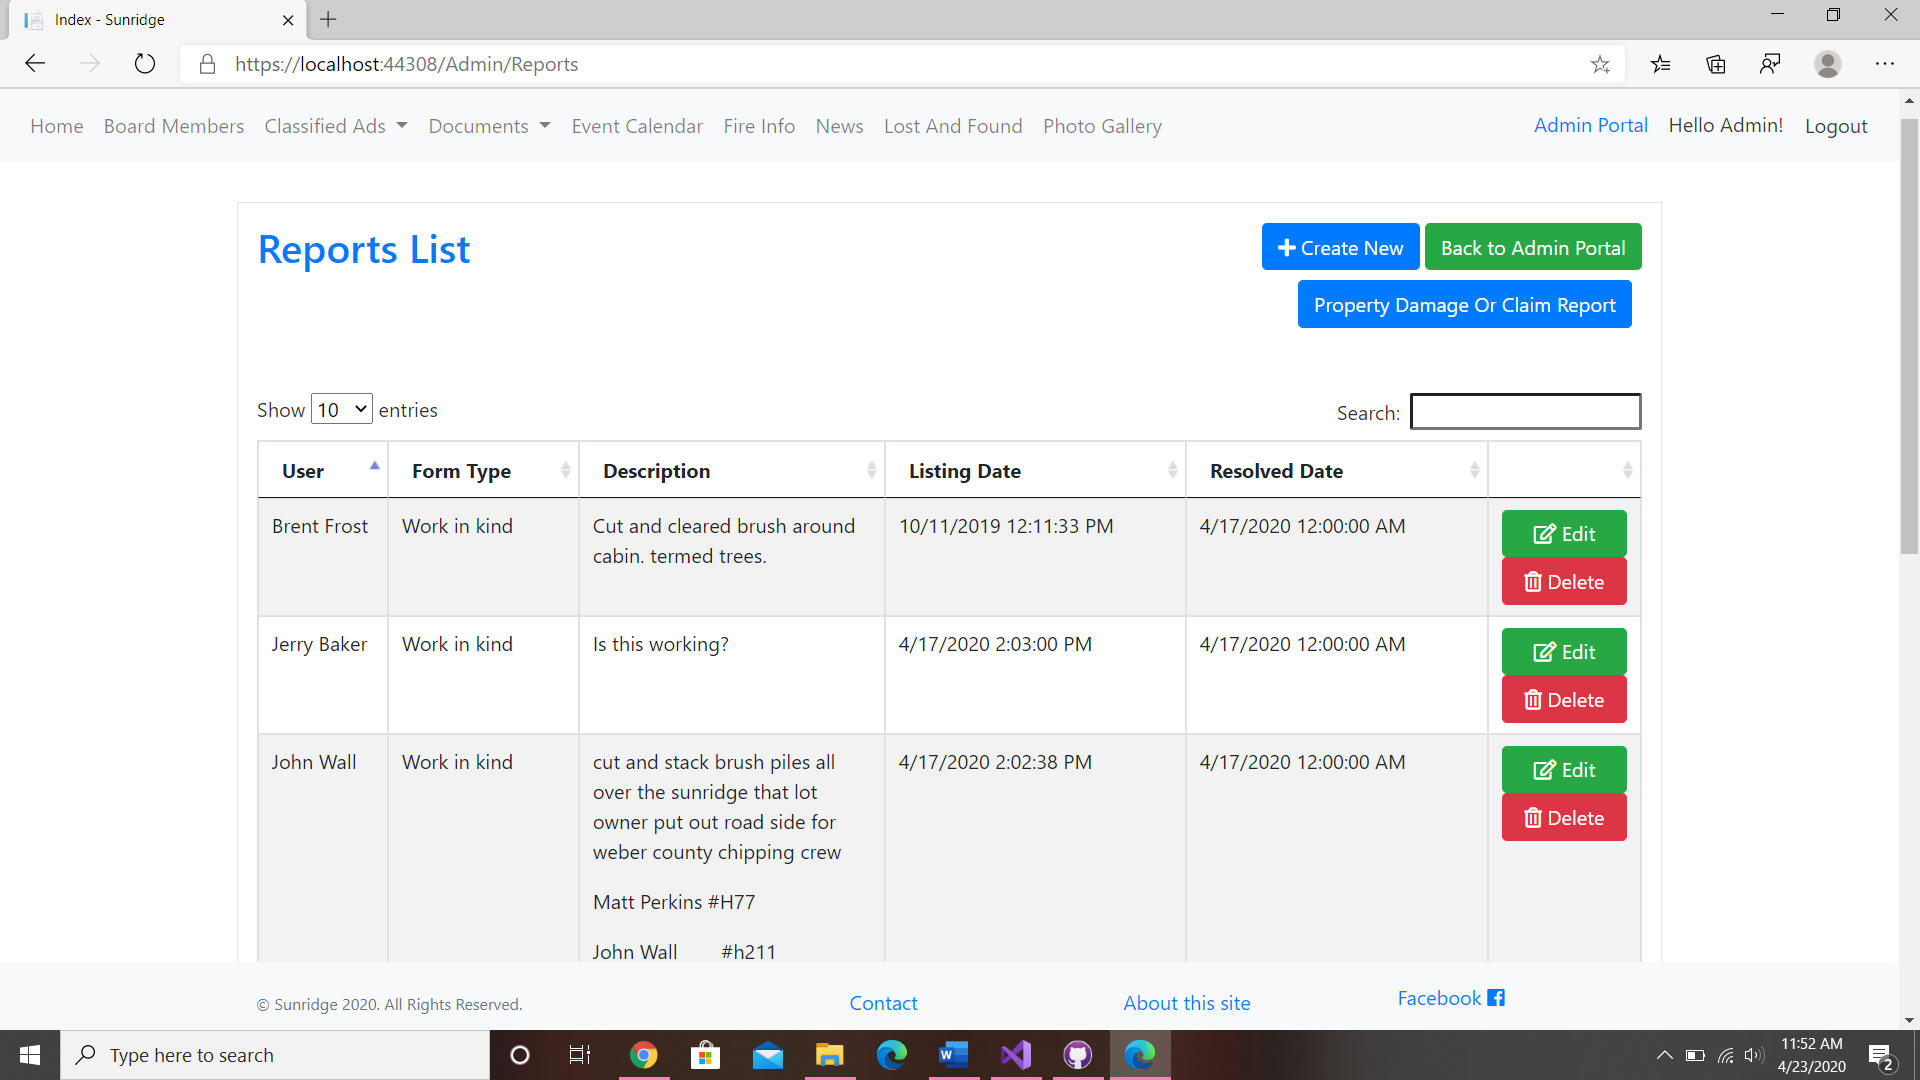 Index - Sunridge
https://localhost:44308/Admin/Reports
Home Board Members Classified Ads Documents Event Calendar Fire Info News Lost And Found Photo Gallery Admin Portal Hello Admin! Logout
Reports List
Create New Back to Admin Portal
Property Damage Or Claim Report
Show 10 entries Search:
User Form Type Description Listing Date Resolved Date
Brent Frost Work in kind Cut and cleared brush around 10/11/2019 12:11:33 PM 4/17/2020 12:00:00 AM Edit
cabin. termed trees.
Delete
Jerry Baker Work in kind Is this working? 4/17/2020 2:03:00 PM 4/17/2020 12:00:00 AM Edit
Delete
John Wall Work in kind cut and stack brush piles all 4/17/2020 2:02:38 PM 4/17/2020 12:00:00 AM Edit
over the sunridge that lot
owner put out road side for Delete
weber county chipping crew
Matt Perkins #H77
John Wall #h211
© Sunridge 2020. All Rights Reserved. Contact About this site Facebook
Type here to search
W
11:52 AM
4/23/2020
2